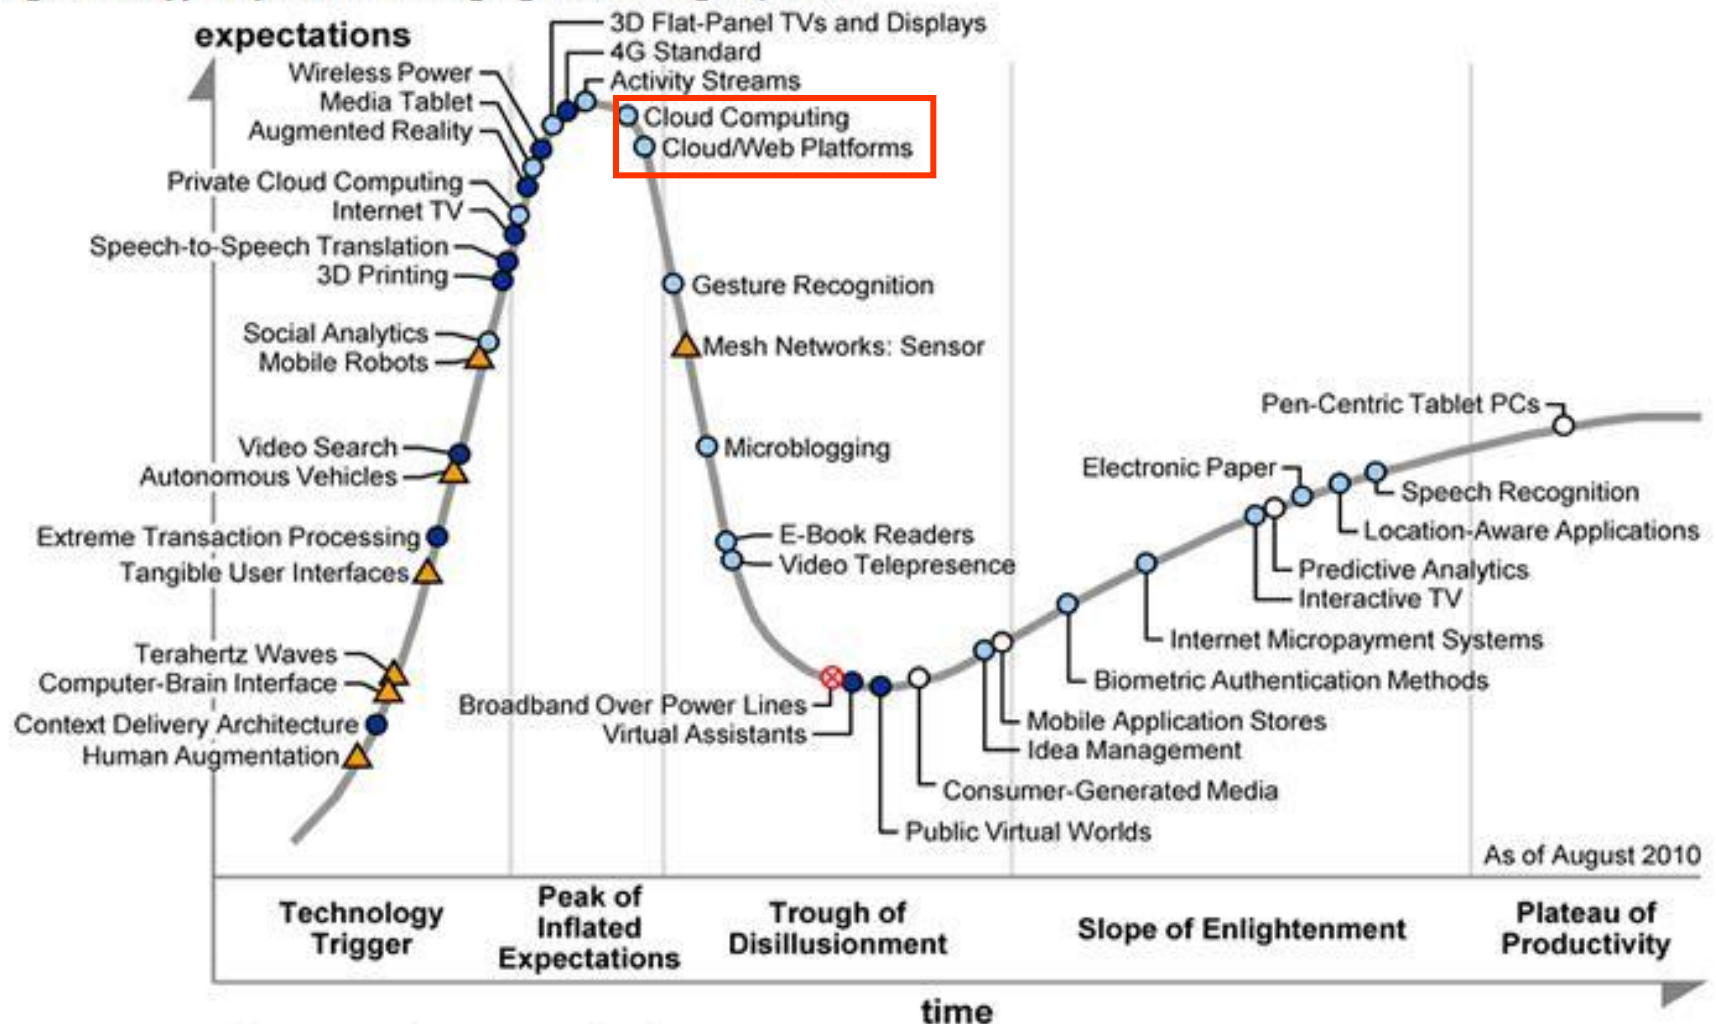 expectations
3D Flat-Panel TVs and Displays
4G Standard
Activity Streams
Wireless Power
Media Tablet
Augmented Reality
Cloud Computing
Cloud/Web Platforms
Private Cloud Computing
Internet TV
Speech-to-Speech Translation
3D Printing
Gesture Recognition
Social Analytics
Mobile Robots
Mesh Networks: Sensor
Video Search
Autonomous Vehicles
Microblogging
Pen-Centric Tablet PCs
Electronic Paper
Speech Recognition
Location-Aware Applications
Extreme Transaction Processing
Tangible User Interfaces
E-Book Readers
Video Telepresence
Predictive Analytics
Interactive TV
Internet Micropayment Systems
Biometric Authentication Methods
Terahertz Waves
Computer-Brain Interface
Context Delivery Architecture
Human Augmentation
Broadband Over Power Lines
Virtual Assistants
Mobile Application Stores
Idea Management
Consumer-Generated Media
Public Virtual Worlds
As of August 2010
Technology
Trigger
Peak of
Inflated
Expectations
Trough of
Disillusionment
Slope of Enlightenment
Plateau of
Productivity
time